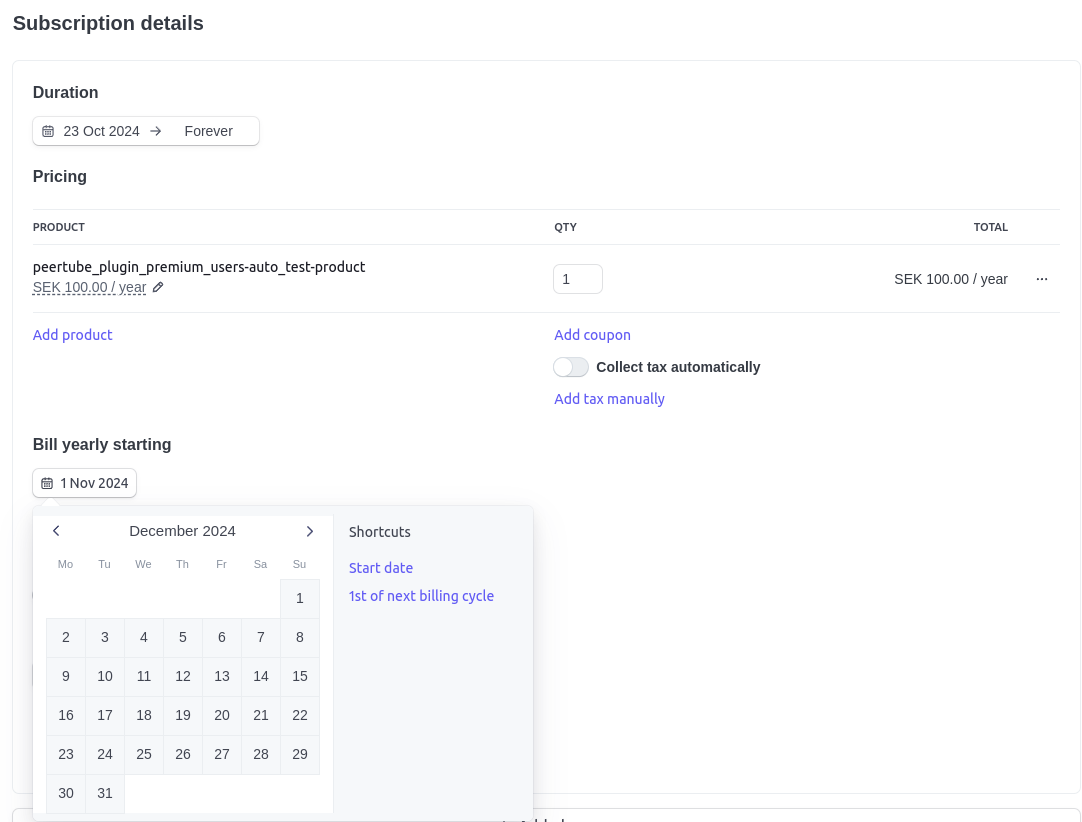 Subscription details
Duration
23 Oct 2024 → Forever
Pricing
PRODUCT QTY TOTAL
peertube_plugin_premium_users-auto_test-product
SEK 100.00 / year 1 SEK 100.00 / year ...
Add product Add coupon
Collect tax automatically
Add tax manually
Bill yearly starting
1 Nov 2024
December 2024
Mo Tu We Th Fr Sa Su
1
2 3 4 5 6 7 8
9 10 11 12 13 14 15
16 17 18 19 20 21 22
23 24 25 26 27 28 29
30 31
Shortcuts
Start date
1st of next billing cycle